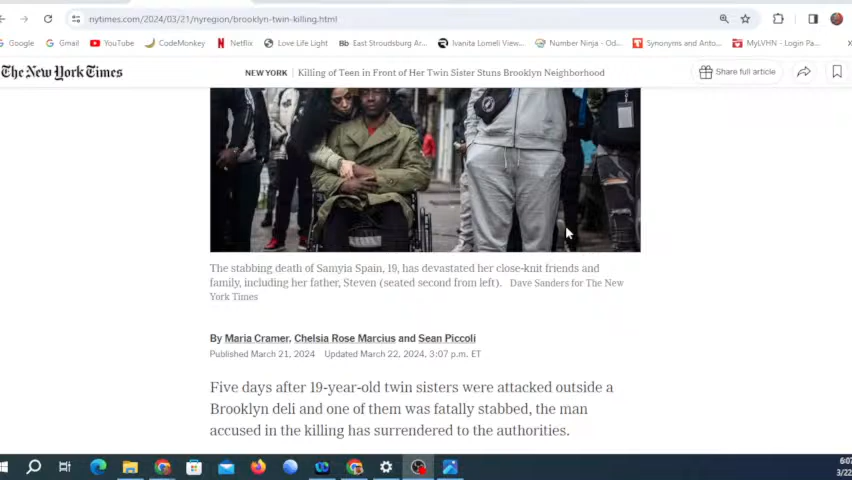 nytimes.com/2024/03/21/nyregion/brooklyn-twin-killing.html
Google Gmail YouTube CodeMonkey Netflix Love Life Light Bb East Stroudsburg Ar... Ivanita Lomeli View... Number Ninja - Od... Synonyms and Anto... MyLVHN - Login Pa...
The New York Times NEW YORK | Killing of Teen in Front of Her Twin Sister Stuns Brooklyn Neighborhood Share full article
The stabbing death of Samyia Spain, 19, has devastated her close-knit friends and
family, including her father, Steven (seated second from left). Dave Sanders for The New
York Times
By Maria Cramer, Chelsia Rose Marcius and Sean Piccoli
Published March 21, 2024 Updated March 22, 2024, 3:07 p.m. ET
Five days after 19-year-old twin sisters were attacked outside a
Brooklyn deli and one of them was fatally stabbed, the man
accused in the killing has surrendered to the authorities.
6:07
3/22